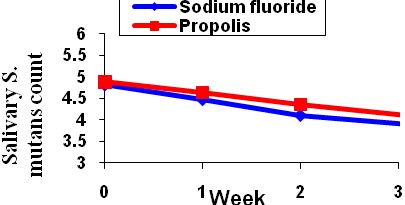 Sodium fluoride
Propolis
Salivary S.
mutans count
6
5.5
5
4.5
4
3.5
3
0
1
2
3
Week